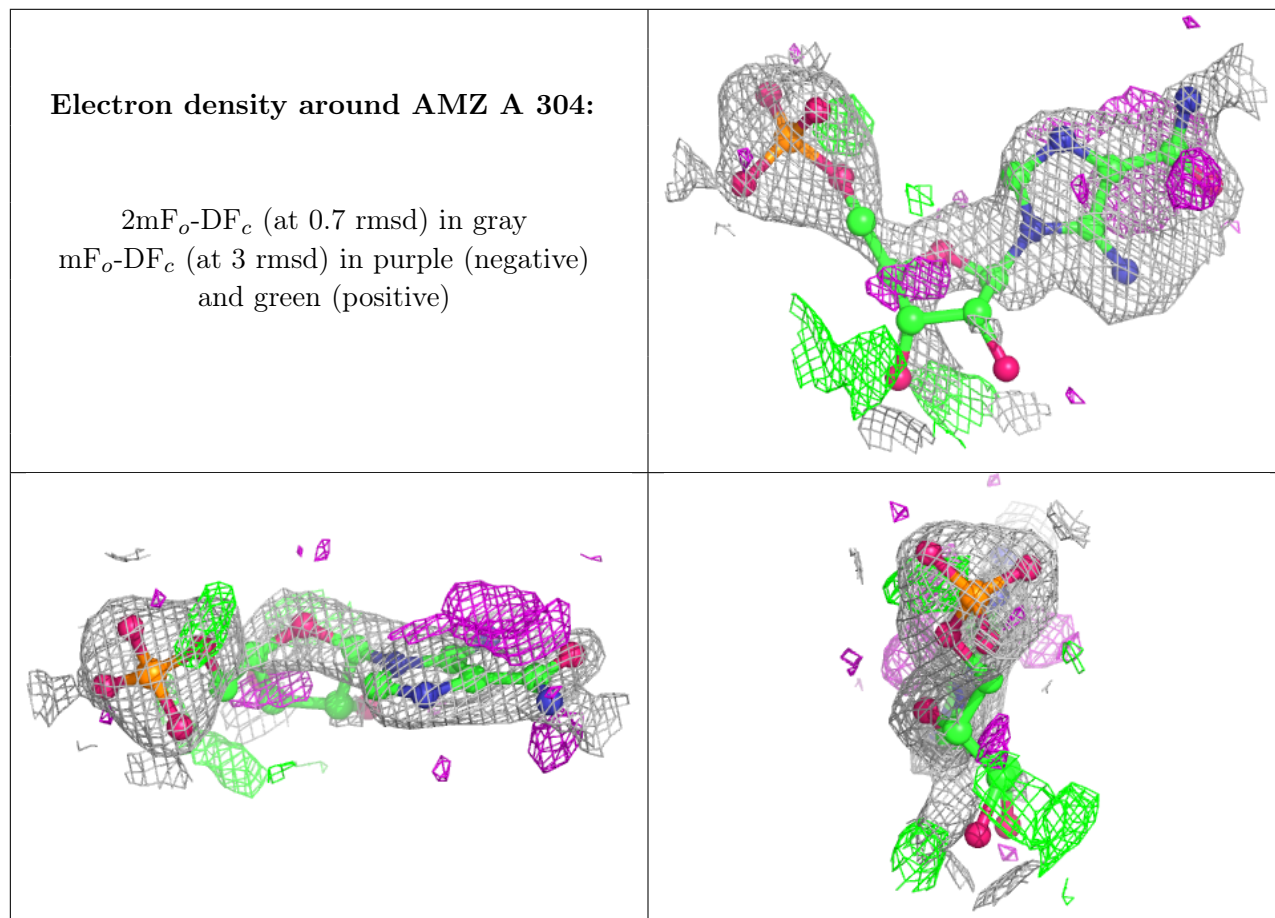 Electron density around AMZ A 304:
2mFo-DFc (at 0.7 rmsd) in gray
mFo-DFc (at 3 rmsd) in purple (negative)
and green (positive)